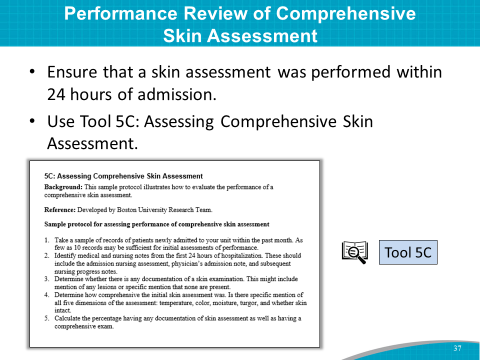 Performance Review of Comprehensive
Skin Assessment
• Ensure that a skin assessment was performed within
24 hours of admission.
• Use Tool 5C: Assessing Comprehensive Skin
Assessment.
5C: Assessing Comprehensive Skin Assessment
Background: This sample protocol illustrates how to evaluate the performance of a
comprehensive skin assessment.
Reference: Developed by Boston University Research Team.
Sample protocol for assessing performance of comprehensive skin assessment
1. Take a sample of records of patients newly admitted to your unit within the past month. As
few as 10 records may be sufficient for initial assessments of performance.
2. Identify medical and nursing notes from the first 24 hours of hospitalization. These should
include the admission nursing assessment, physician's admission note, and subsequent
nursing progress notes.
3. Determine whether there is any documentation of a skin examination. This might include
mention of any lesions or specific mention that none are present.
4. Determine how comprehensive the initial skin assessment was. Is there specific mention of
all five dimensions of the assessment: temperature, color, moisture, turgor, and whether skin
intact.
5. Calculate the percentage having any documentation of skin assessment as well as having a
comprehensive exam.
Tool 5C
37